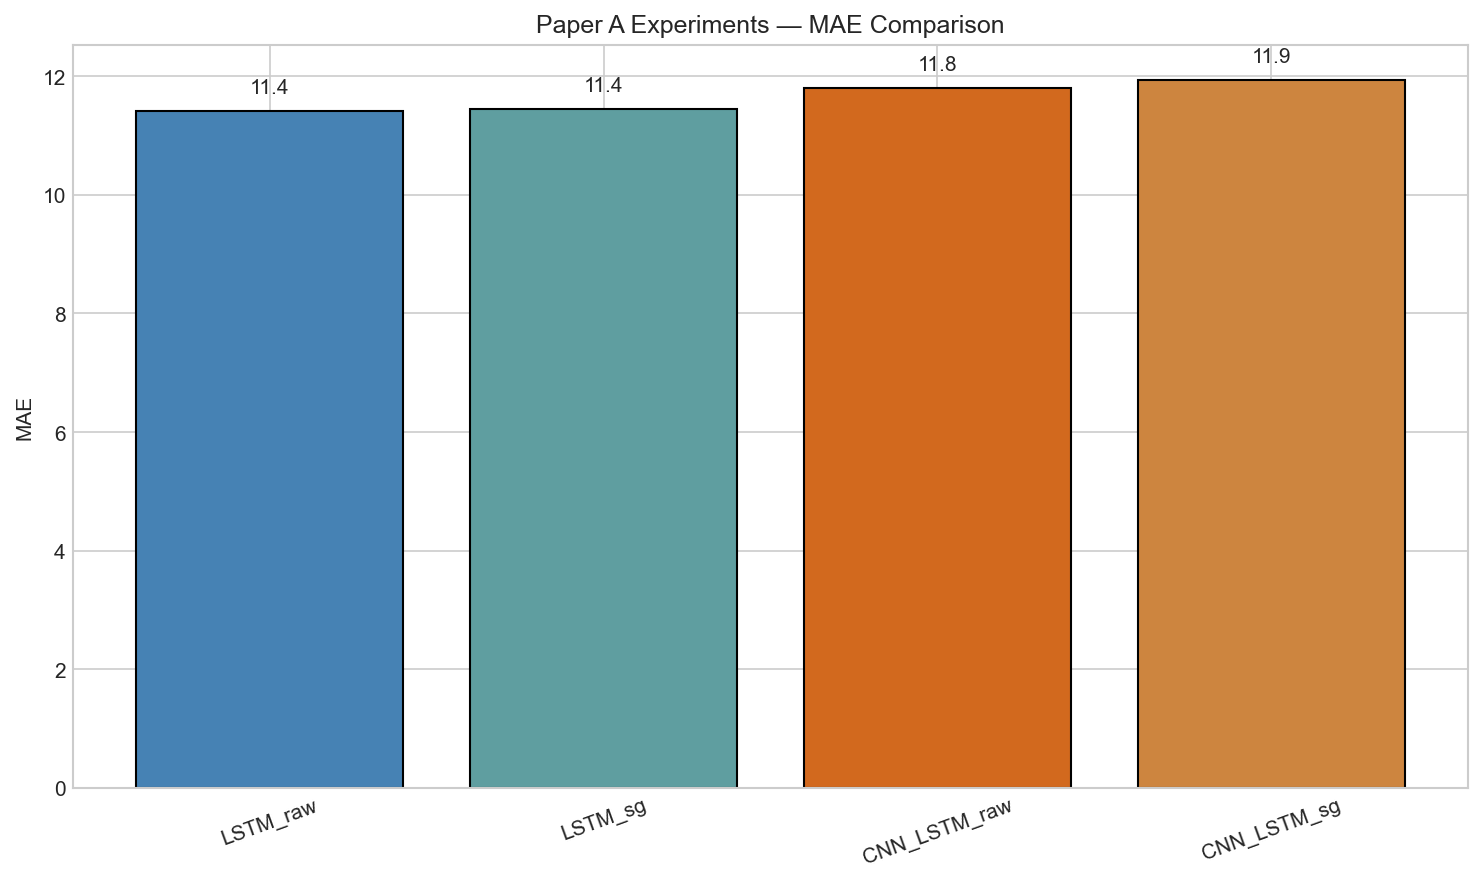 Paper A Experiments — MAE Comparison
11.4
11.4
11.8
11.9
12
10
8
6
4
2
0
MAE
LSTM_raw
LSTM_sg
CNN_LSTM_raw
CNN_LSTM_sg